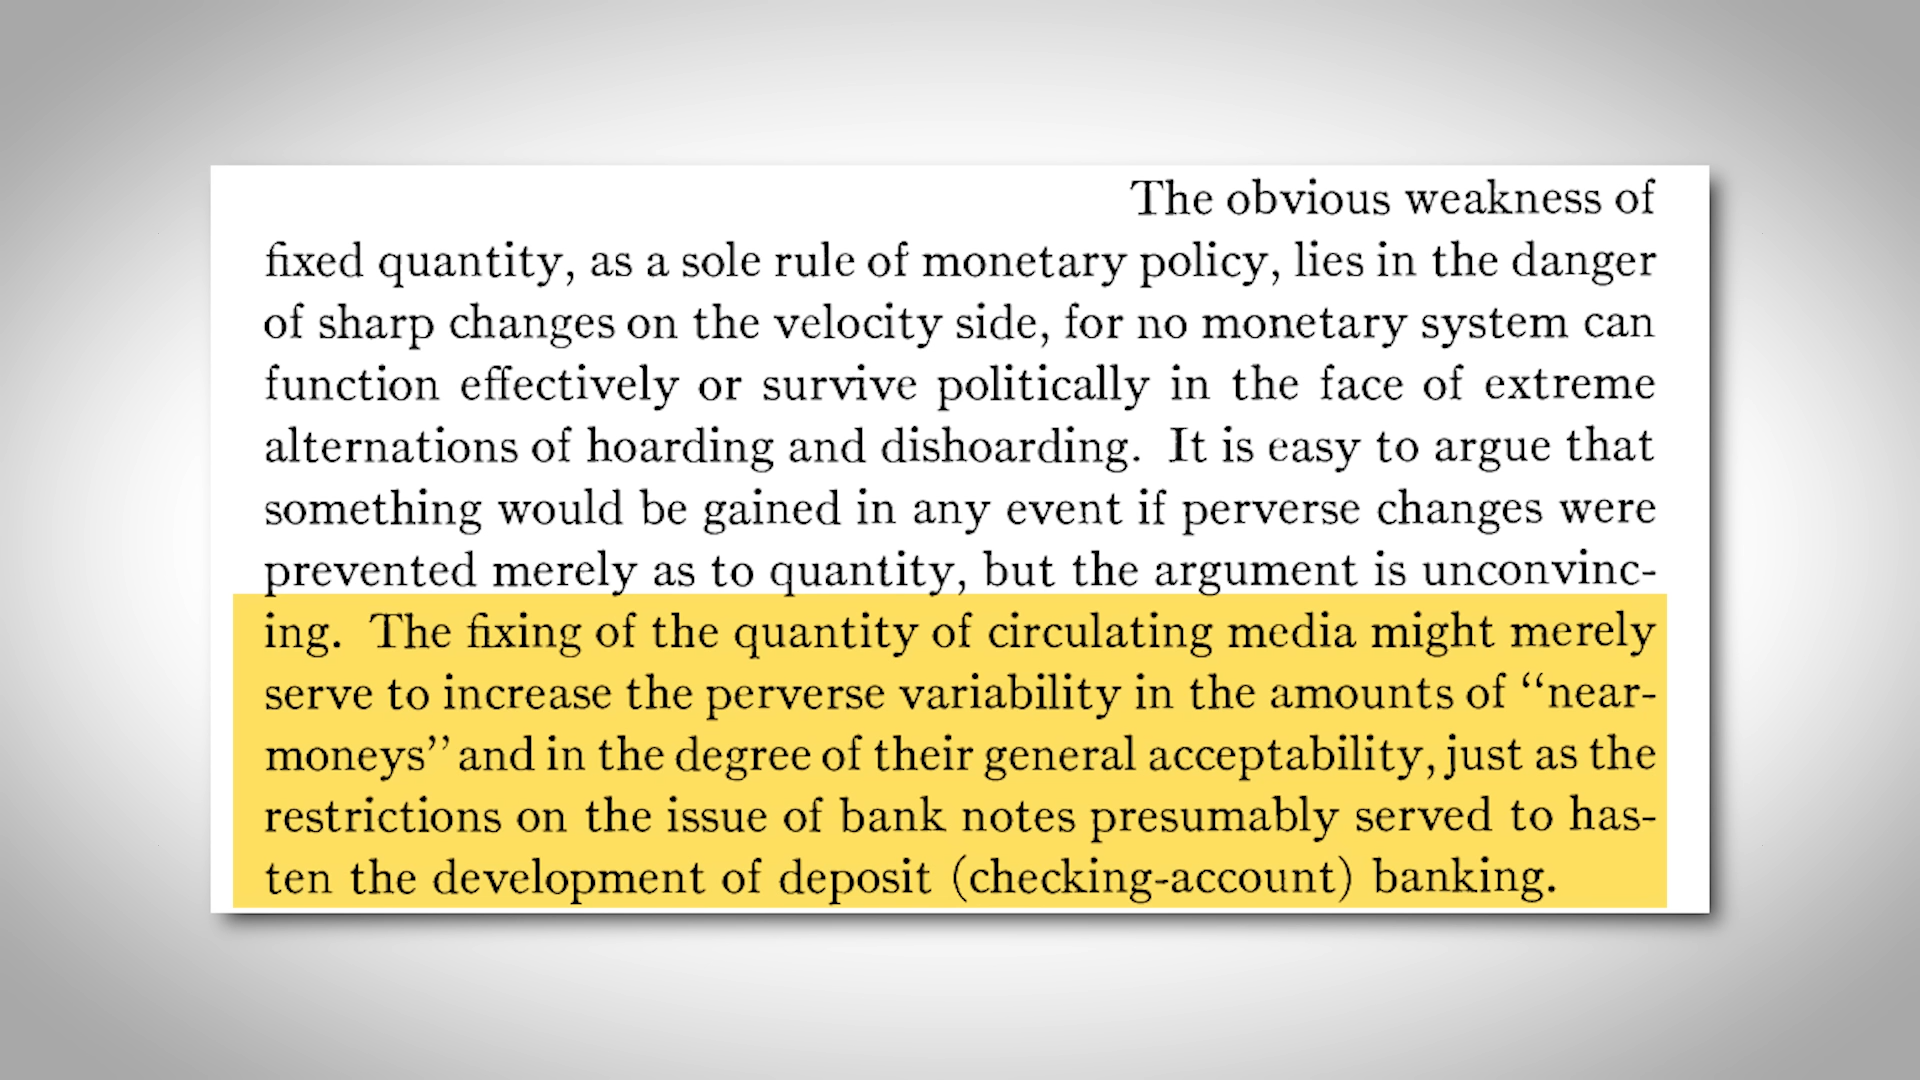 The obvious weakness of
fixed quantity, as a sole rule of monetary policy, lies in the danger
of sharp changes on the velocity side, for no monetary system can
function effectively or survive politically in the face of extreme
alternations of hoarding and dishoarding. It is easy to argue that
something would be gained in any event if perverse changes were
prevented merely as to quantity, but the argument is unconvinc-
ing. The fixing of the quantity of circulating media might merely
serve to increase the perverse variability in the amounts of “near-
moneys” and in the degree of their general acceptability, just as the
restrictions on the issue of bank notes presumably served to has-
ten the development of deposit (checking-account) banking.